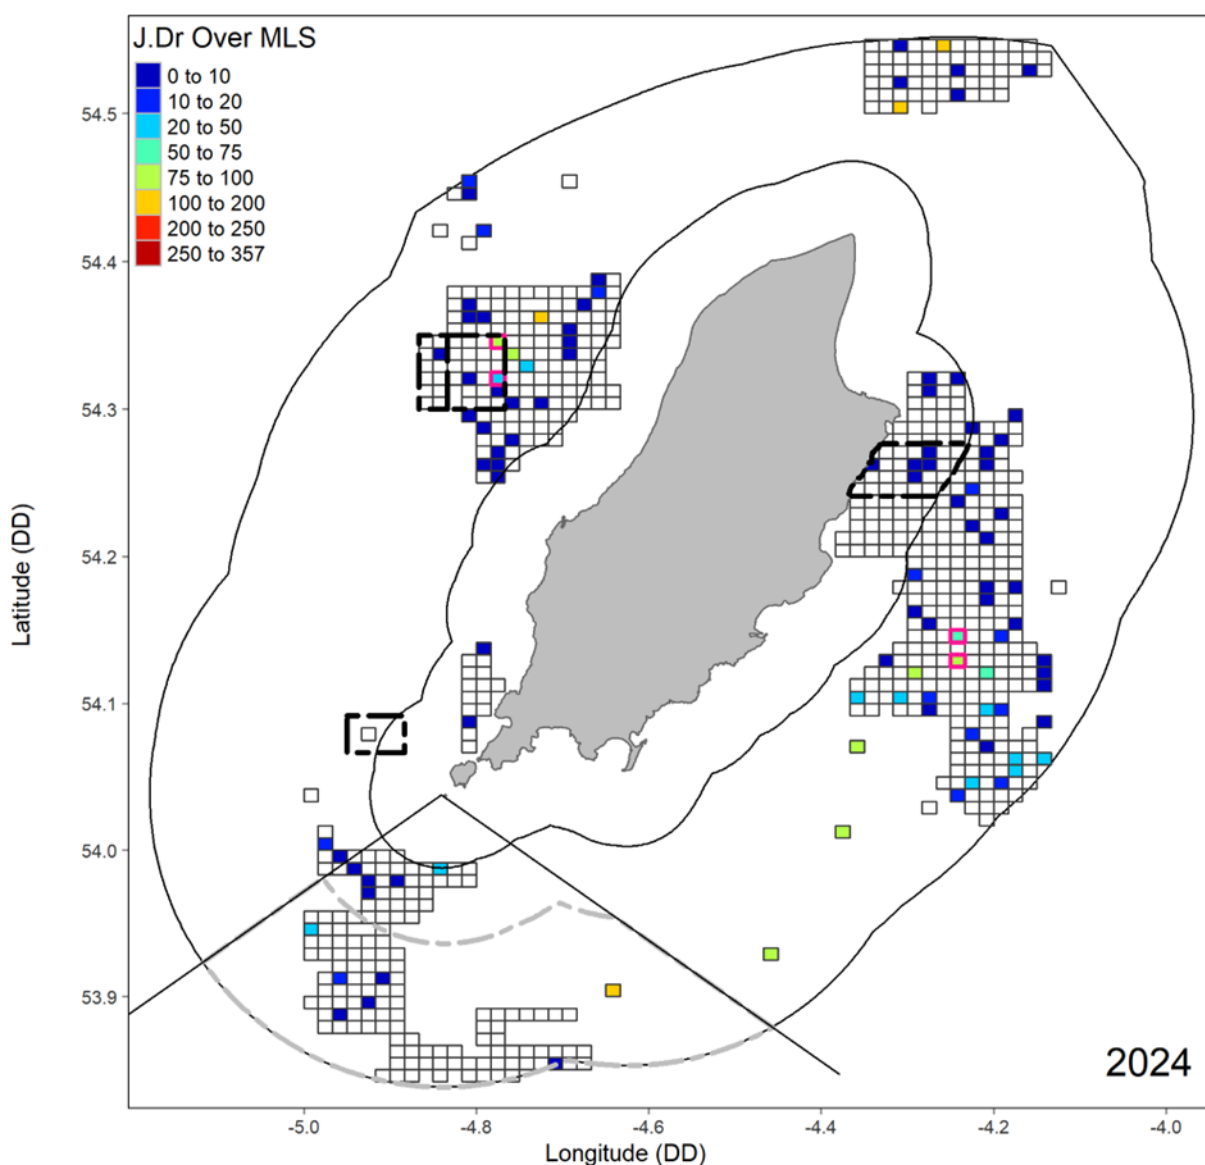 J.Dr Over MLS
0 to 10
10 to 20
20 to 50
50 to 75
75 to 100
100 to 200
200 to 250
250 to 357
54.5
54.4
54.3
54.2
54.1
54.0
53.9
Latitude (DD)
2024
-5.0 -4.8 -4.6 -4.4 -4.2 -4.0
Longitude (DD)